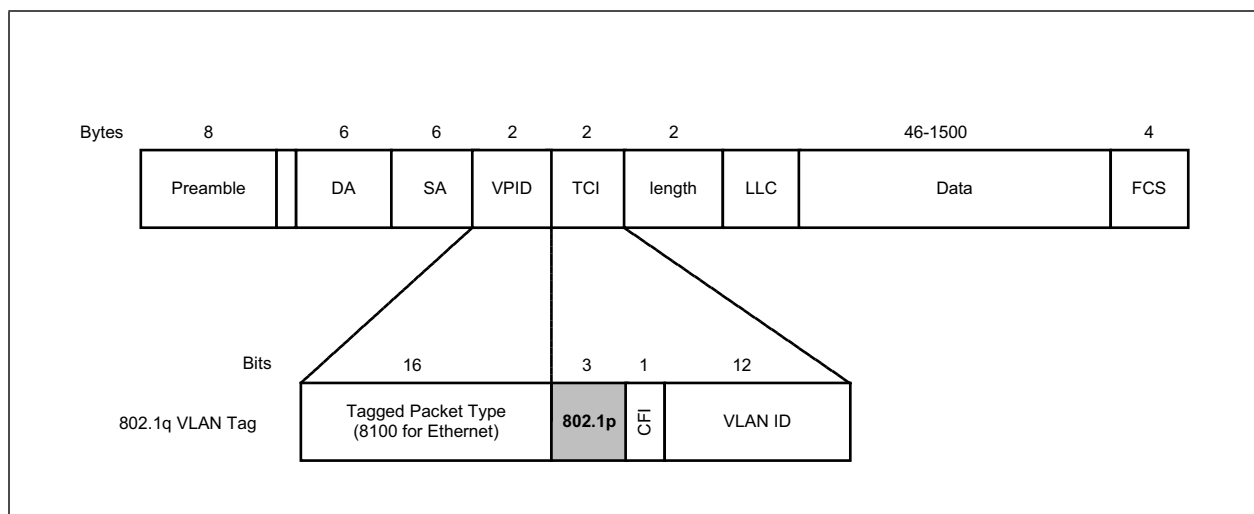 Bytes 8 6 6 2 2 2 46-1500 4
Preamble DA SA VPID TCI length LLC Data FCS
Bits 16 3 1 12
802.1q VLAN Tag
Tagged Packet Type
(8100 for Ethernet)
802.1p
CFI
VLAN ID